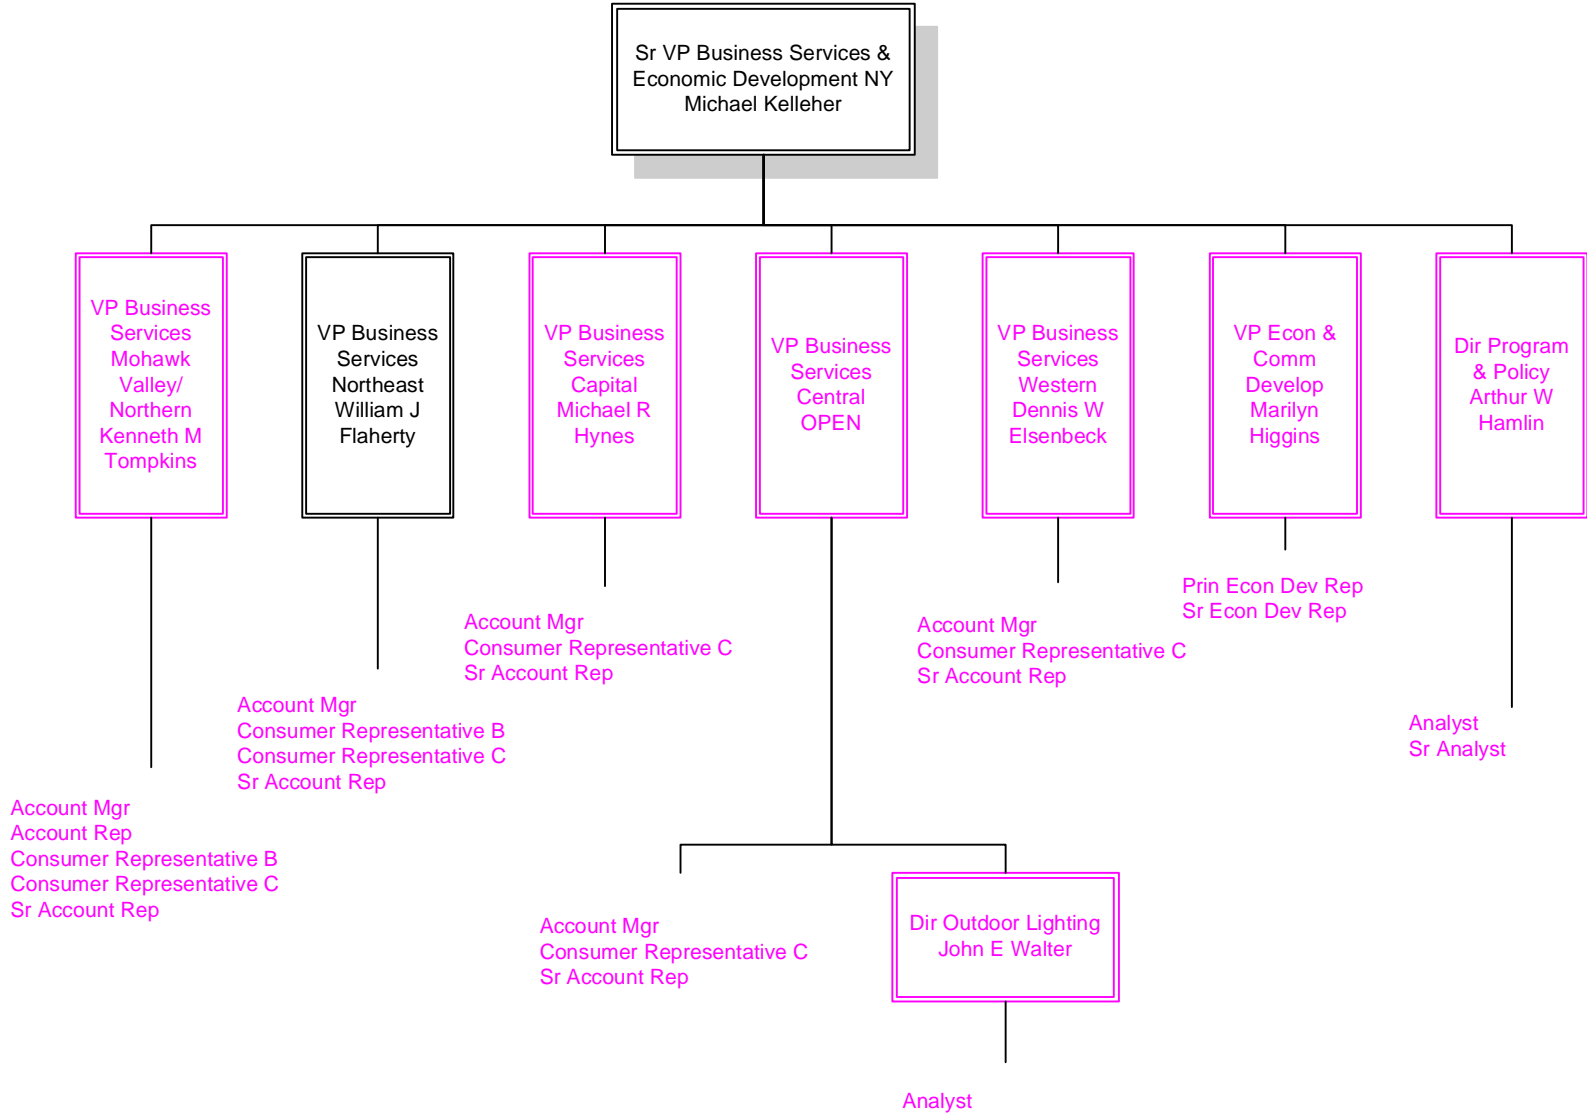 Sr VP Business Services &
Economic Development NY
Michael Kelleher
VP Business
Services
Mohawk
Valley/
Northern
Kenneth M
Tompkins
VP Business
Services
Northeast
William J
Flaherty
VP Business
Services
Capital
Michael R
Hynes
VP Business
Services
Central
OPEN
VP Business
Services
Western
Dennis W
Elsenbeck
VP Econ &
Comm
Develop
Marilyn
Higgins
Dir Program
& Policy
Arthur W
Hamlin
Account Mgr
Account Rep
Consumer Representative B
Consumer Representative C
Sr Account Rep
Account Mgr
Consumer Representative B
Consumer Representative C
Sr Account Rep
Account Mgr
Consumer Representative C
Sr Account Rep
Account Mgr
Consumer Representative C
Sr Account Rep
Dir Outdoor Lighting
John E Walter
Analyst
Account Mgr
Consumer Representative C
Sr Account Rep
Prin Econ Dev Rep
Sr Econ Dev Rep
Analyst
Sr Analyst